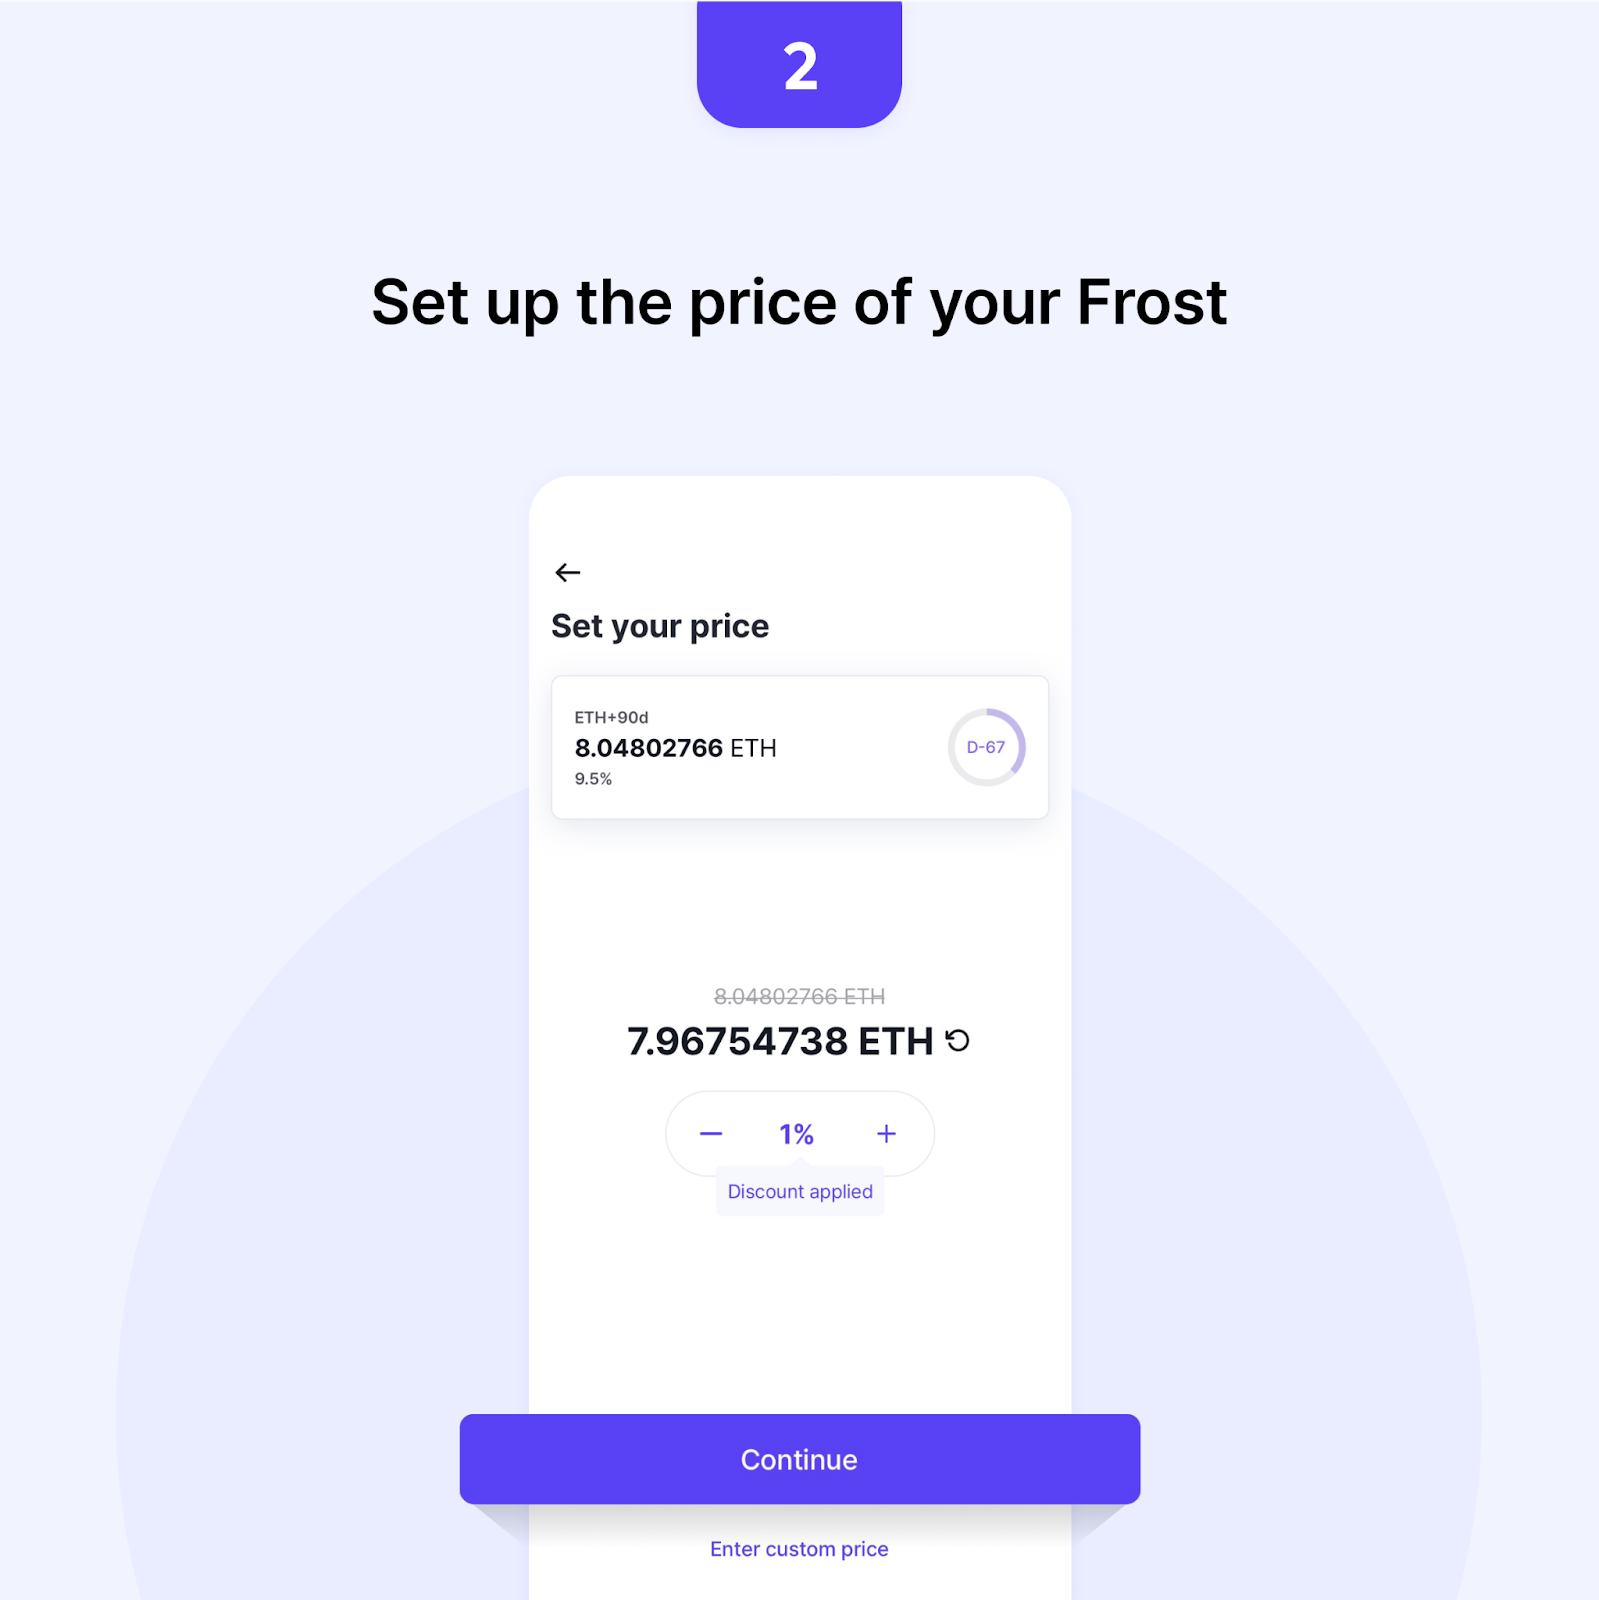 2
Set up the price of your Frost
Set your price
ETH+90d
8.04802766 ETH
9.5%
D-67
8.04802766 ETH
7.96754738 ETH
1%
Discount applied
Continue
Enter custom price